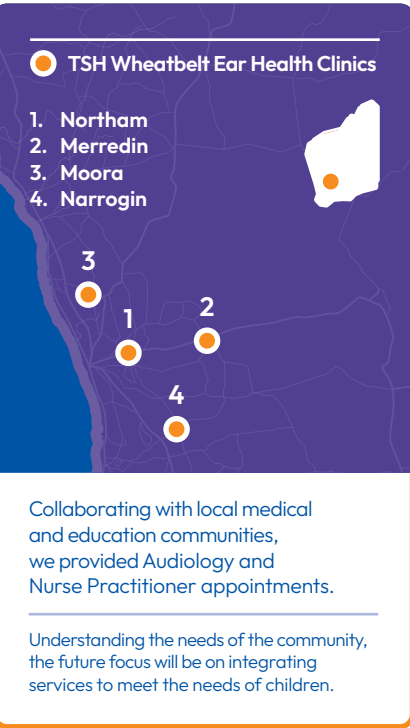 TSH Wheatbelt Ear Health Clinics
1. Northam
2. Merredin
3. Moora
4. Narrogin
3
1
2
4
Collaborating with local medical
and education communities,
we provided Audiology and
Nurse Practitioner appointments.
Understanding the needs of the community,
the future focus will be on integrating
services to meet the needs of children.